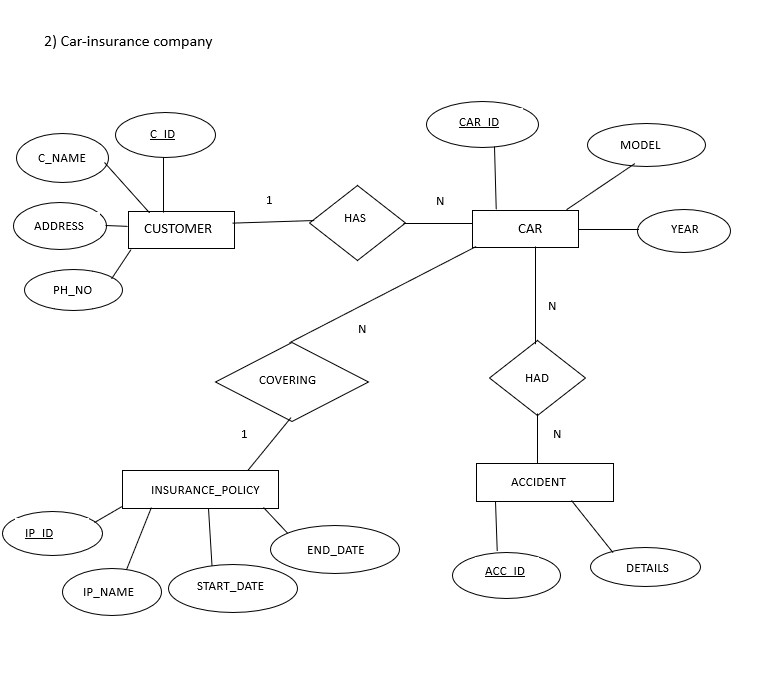 2) Car-insurance company
C_ID
CAR_ID
C_NAME
MODEL
1
N
HAS
ADDRESS
CUSTOMER
CAR
YEAR
PH_NO
N
N
COVERING
HAD
1
N
INSURANCE_POLICY
ACCIDENT
IP_ID
END_DATE
IP_NAME
START_DATE
ACC_ID
DETAILS